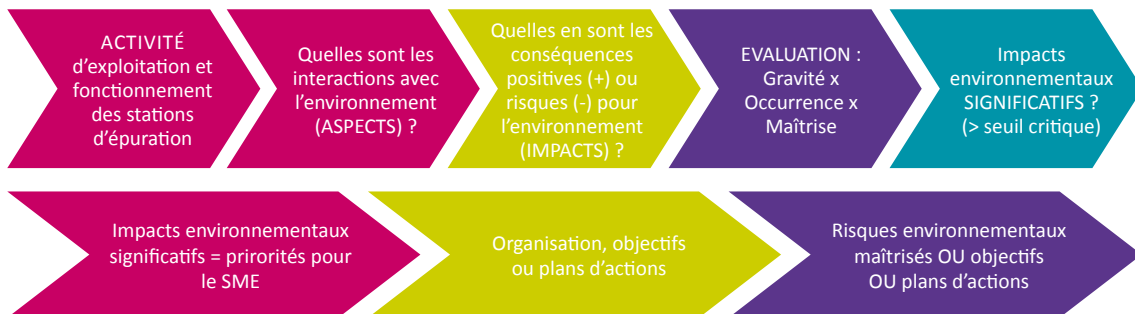 ACTIVITÉ
d'exploitation et
fonctionnement
des stations
d'épuration
Quelles sont les
interactions avec
l'environnement
(ASPECTS) ?
Quelles en sont les
conséquences
positives (+) ou
risques (-) pour
l'environnement
(IMPACTS) ?
EVALUATION :
Gravité x
Occurrence x
Maîtrise
Impacts
environnementaux
SIGNIFICATIFS ?
(> seuil critique)
Impacts environnementaux
significatifs = prirorités pour
le SME
Organisation, objectifs
ou plans d'actions
Risques environnementaux
maîtrisés OU objectifs
OU plans d'actions